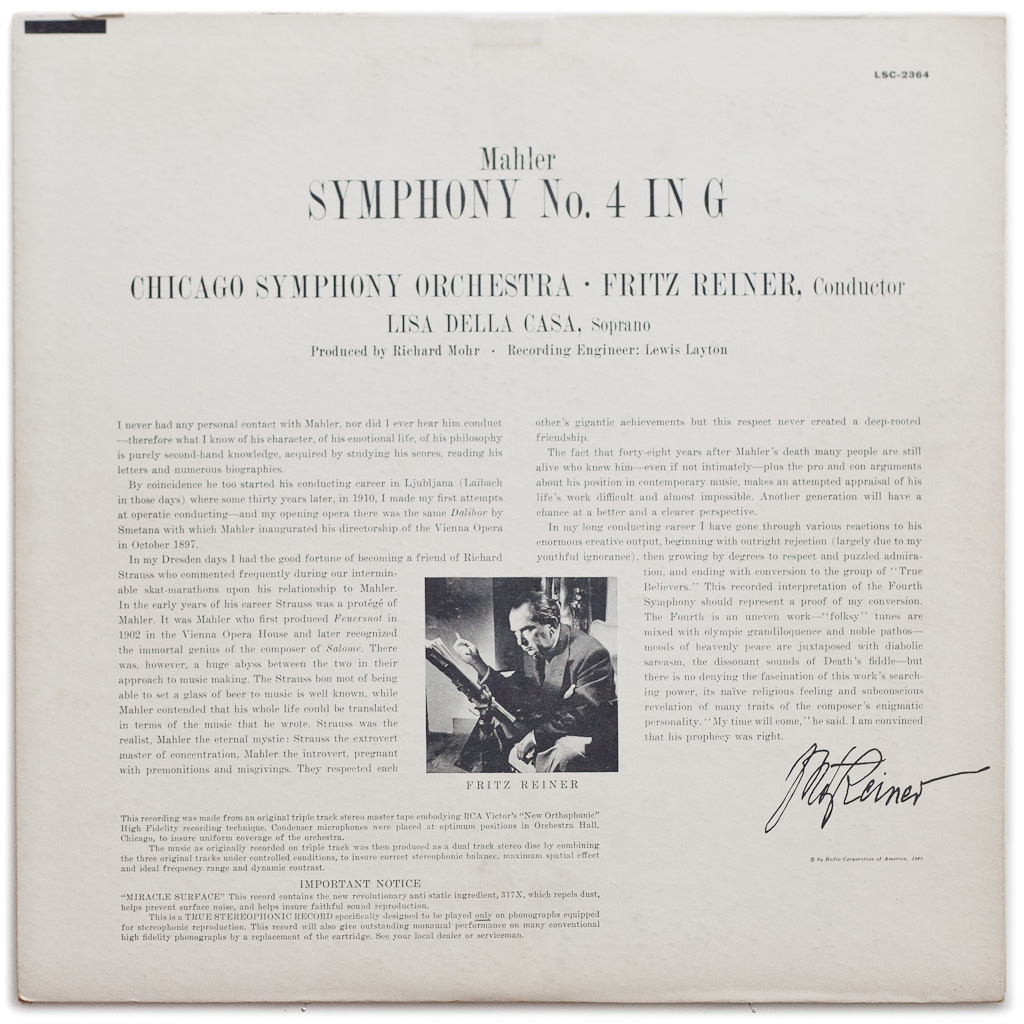 LSC-2364
Mahler
SYMPHONY No. 4 IN G
CHICAGO SYMPHONY ORCHESTRA · FRITZ REINER, Conductor
LISA DELLA CASA, Soprano
Produced by Richard Mohr · Recording Engineer: Lewis Layton
I never had any personal contact with Mahler, nor did I ever hear him conduct
—therefore what I know of his character, of his emotional life, of his philosophy
is purely second-hand knowledge, acquired by studying his scores, reading his
letters and numerous biographies.
By coincidence he too started his conducting career in Ljubljana (Laibach
in those days) where some thirty years later, in 1910, I made my first attempts
at operatic conducting—and my opening opera there was the same Dalibor by
Smetana with which Mahler inaugurated his directorship of the Vienna Opera
in October 1897.
In my Dresden days I had the good fortune of becoming a friend of Richard
Strauss who commented frequently during our intermin-
able skat-marathons upon his relationship to Mahler.
In the early years of his career Strauss was a protégé of
Mahler. It was Mahler who first produced Feuersnot in
1902 in the Vienna Opera House and later recognized
the immortal genius of the composer of Salome. There
was, however, a huge abyss between the two in their
approach to music making. The Strauss bon mot of being
able to set a glass of beer to music is well known, while
Mahler contended that his whole life could be translated
in terms of the music that he wrote. Strauss was the
realist, Mahler the eternal mystic: Strauss the extrovert
master of concentration, Mahler the introvert, pregnant
with premonitions and misgivings. They respected each
other's gigantic achievements but this respect never created a deep-rooted
friendship.
The fact that forty-eight years after Mahler's death many people are still
alive who knew him—even if not intimately—plus the pro and con arguments
about his position in contemporary music, makes an attempted appraisal of his
life's work difficult and almost impossible. Another generation will have a
chance at a better and a clearer perspective.
In my long conducting career I have gone through various reactions to his
enormous creative output, beginning with outright rejection (largely due to my
youthful ignorance), then growing by degrees to respect and puzzled admira-
tion, and ending with conversion to the group of "True
Believers." This recorded interpretation of the Fourth
Symphony should represent a proof of my conversion.
The Fourth is an uneven work—"folksy" tunes are
mixed with olympic grandiloquence and noble pathos—
moods of heavenly peace are juxtaposed with diabolic
sarcasm, the dissonant sounds of Death's fiddle—but
there is no denying the fascination of this work's search-
ing power, its naïve religious feeling and subconscious
revelation of many traits of the composer's enigmatic
personality. "My time will come," he said. I am convinced
that his prophecy was right.
Fritz Reiner
FRITZ REINER
This recording was made from an original triple track stereo master tape embodying RCA Victor's "New Orthophonic"
High Fidelity recording technique. Condenser microphones were placed at optimum positions in Orchestra Hall,
Chicago, to insure uniform coverage of the orchestra.
The music as originally recorded on triple track was then produced as a dual track stereo disc by combining
the three original tracks under controlled conditions, to insure correct stereophonic balance, maximum spatial effect
and ideal frequency range and dynamic contrast.
IMPORTANT NOTICE
"MIRACLE SURFACE" This record contains the new revolutionary anti-static ingredient, 317X, which repels dust,
helps prevent surface noise, and helps insure faithful sound reproduction.
This is a TRUE STEREOPHONIC RECORD specifically designed to be played only on phonographs equipped
for stereophonic reproduction. This record will also give outstanding monaural performance on many conventional
high fidelity phonographs by a replacement of the cartridge. See your local dealer or serviceman.
© by Radio Corporation of America, 1960